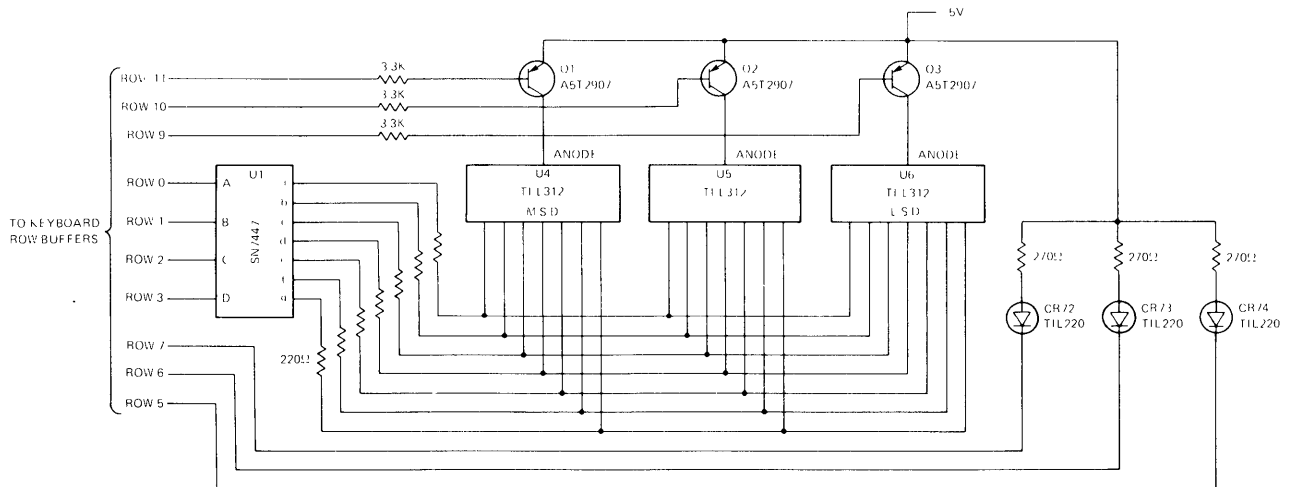 5V
3.3K
Q1
A5T2907
Q2
A5T2907
Q3
A5T2907
ROW 11
3.3K
ROW 10
3.3K
ROW 9
ANODE
ANODE
ANODE
ROW 0
A
U1
U4
TIL312
MSD
U5
TIL312
U6
TIL312
LSD
b
TO KEYBOARD
ROW BUFFERS
ROW 1
B
SN7447
d
ROW 2
C
ROW 3
D
g
270Ω
270Ω
270Ω
CR72
TIL220
CR73
TIL220
CR74
TIL220
ROW 7
220Ω
ROW 6
ROW 5